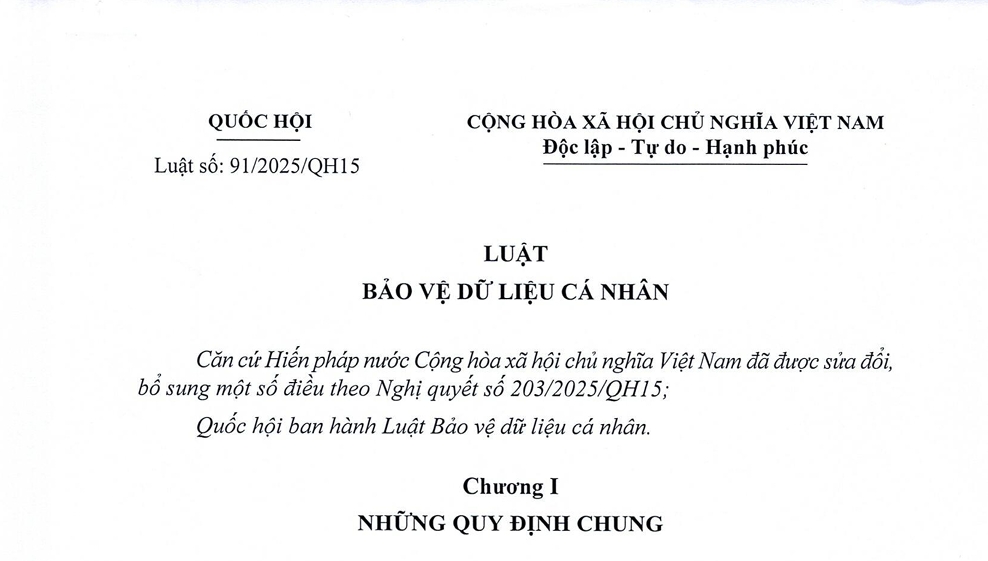 QUỐC HỘI
CỘNG HÒA XÃ HỘI CHỦ NGHĨA VIỆT NAM
Độc lập - Tự do - Hạnh phúc
Luật số: 91/2025/QH15
LUẬT
BẢO VỆ DỮ LIỆU CÁ NHÂN
Căn cứ Hiến pháp nước Cộng hòa xã hội chủ nghĩa Việt Nam đã được sửa đổi,
bổ sung một số điều theo Nghị quyết số 203/2025/QH15;
Quốc hội ban hành Luật Bảo vệ dữ liệu cá nhân.
Chương I
NHỮNG QUY ĐỊNH CHUNG